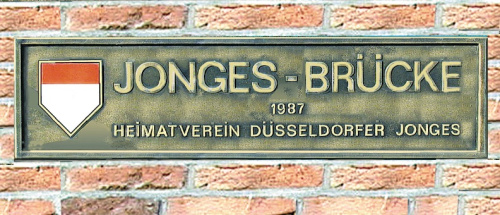 JONGES-BRÜCKE
1987
HEIMATVEREIN DÜSSELDORFER JONGES